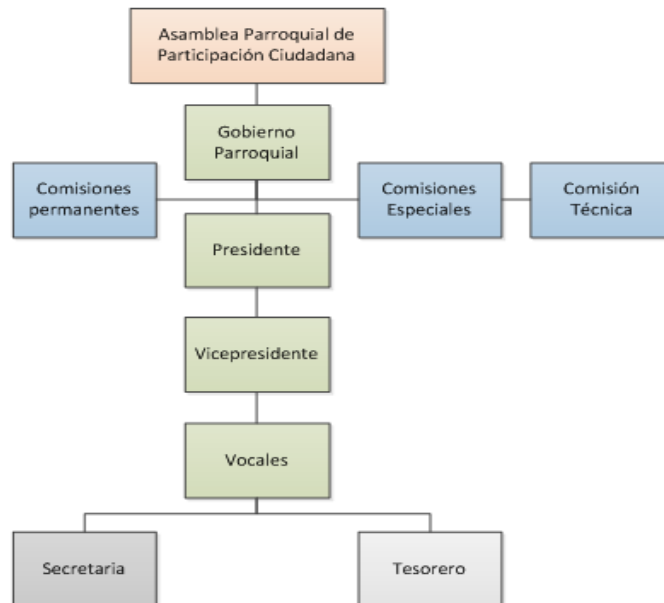 Asamblea Parroquial de
Participación Ciudadana
Gobierno
Parroquial
Comisiones
permanentes
Comisiones
Especiales
Comisión
Técnica
Presidente
Vicepresidente
Vocales
Secretaria
Tesorero